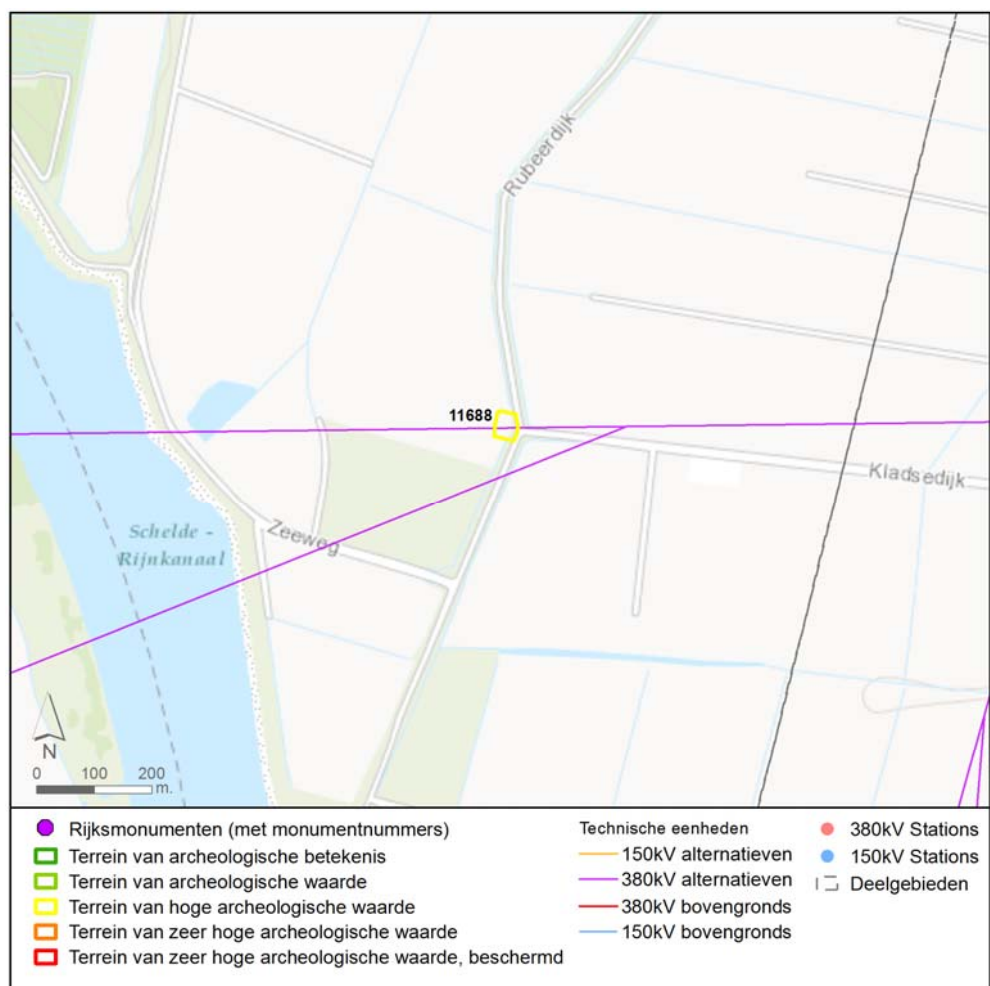 Rubeerdijk
11688
Kladsedijk
Zeeweg
Schelde -
Rijnkanaal
N
0 100 200
m.
Rijksmonumenten (met monumentnummers)
Terrein van archeologische betekenis
Terrein van archeologische waarde
Terrein van hoge archeologische waarde
Terrein van zeer hoge archeologische waarde
Terrein van zeer hoge archeologische waarde, beschermd
Technische eenheden
150kV alternatieven
380kV alternatieven
380kV bovengronds
150kV bovengronds
380kV Stations
150kV Stations
Deelgebieden